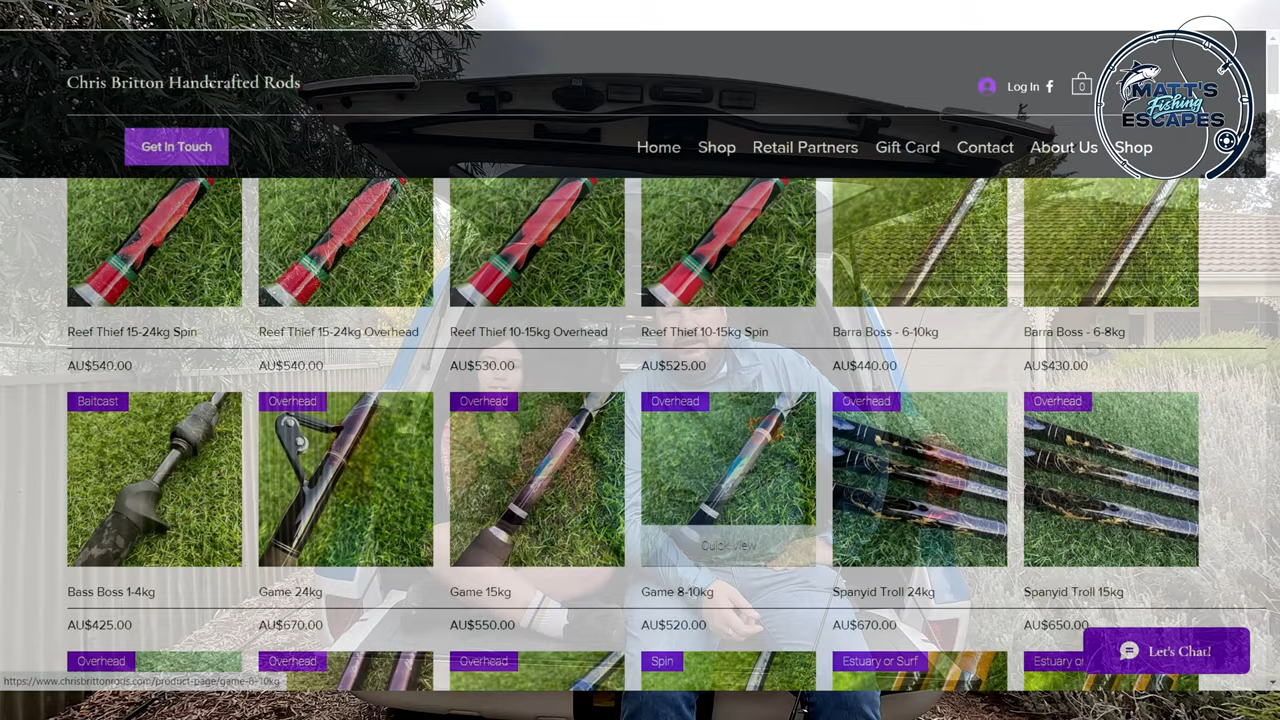 Chris Britton Handcrafted Rods
Log In
0
MATT'S
Fishing
ESCAPES
Get In Touch
Home Shop Retail Partners Gift Card Contact About Us Shop
Reef Thief 15-24kg Spin
Reef Thief 15-24kg Overhead
Reef Thief 10-15kg Overhead
Reef Thief 10-15kg Spin
Barra Boss - 6-10kg
Barra Boss - 6-8kg
AU$540.00
AU$540.00
AU$530.00
AU$525.00
AU$440.00
AU$430.00
Baitcast
Overhead
Overhead
Overhead
Overhead
Overhead
Quick View
Bass Boss 1-4kg
Game 24kg
Game 15kg
Game 8-10kg
Spanyid Troll 24kg
Spanyid Troll 15kg
AU$425.00
AU$670.00
AU$550.00
AU$520.00
AU$670.00
AU$650.00
Overhead
Overhead
Overhead
Spin
Estuary or Surf
Estuary or
Let's Chat!
https://www.chrisbrittonrods.com/product-page/game-8-10kg